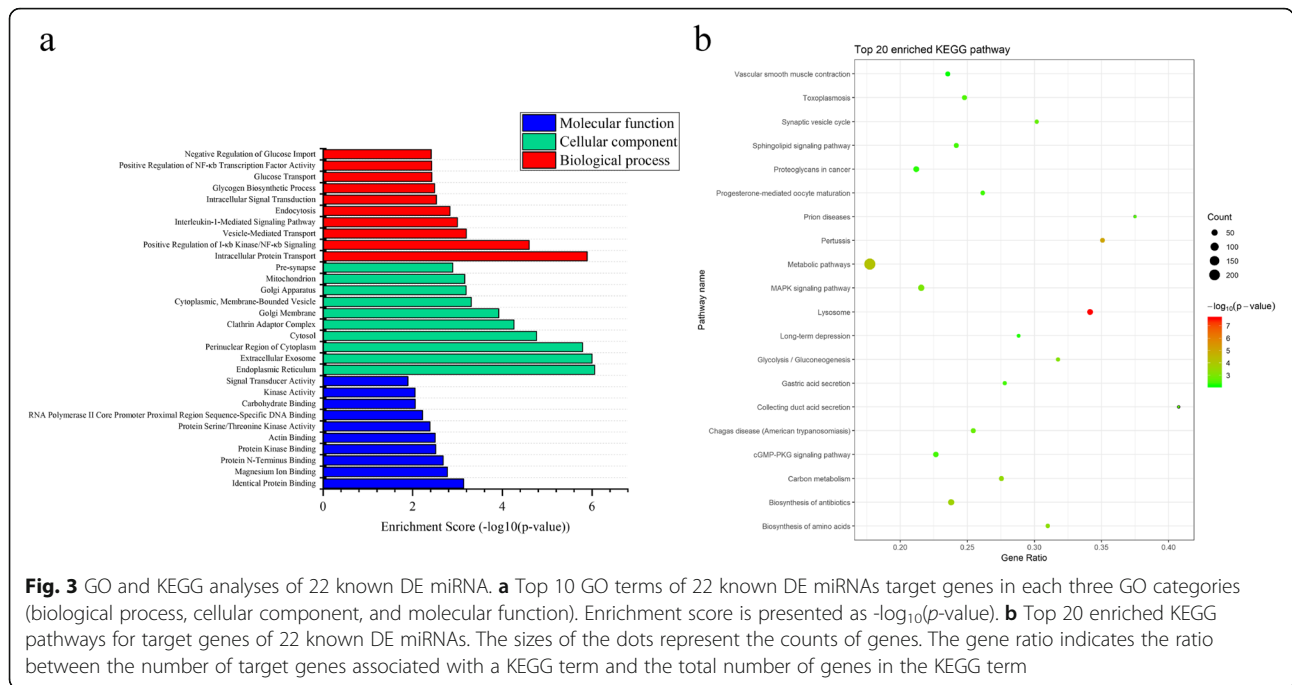 a
Molecular function
Cellular component
Biological process
Negative Regulation of Glucose Import
Positive Regulation of NF-κb Transcription Factor Activity
Glucose Transport
Glycogen Biosynthetic Process
Intracellular Signal Transduction
Endocytosis
Interleukin-1-Mediated Signaling Pathway
Vesicle-Mediated Transport
Positive Regulation of I-κb Kinase/NF-κb Signaling
Intracellular Protein Transport
Pre-synapse
Mitochondrion
Golgi Apparatus
Cytoplasmic, Membrane-Bounded Vesicle
Golgi Membrane
Clathrin Adaptor Complex
Cytosol
Perinuclear Region of Cytoplasm
Extracellular Exosome
Endoplasmic Reticulum
Signal Transducer Activity
Kinase Activity
Carbohydrate Binding
RNA Polymerase II Core Promoter Proximal Region Sequence-Specific DNA Binding
Protein Serine/Threonine Kinase Activity
Actin Binding
Protein Kinase Binding
Protein N-Terminus Binding
Magnesium Ion Binding
Identical Protein Binding
0 2 4 6
Enrichment Score (-log10(p-value))
b
Top 20 enriched KEGG pathway
Pathway name
Vascular smooth muscle contraction
Toxoplasmosis
Synaptic vesicle cycle
Sphingolipid signaling pathway
Proteoglycans in cancer
Progesterone-mediated oocyte maturation
Prion diseases
Pertussis
Metabolic pathways
MAPK signaling pathway
Lysosome
Long-term depression
Glycolysis / Gluconeogenesis
Gastric acid secretion
Collecting duct acid secretion
Chagas disease (American trypanosomiasis)
cGMP-PKG signaling pathway
Carbon metabolism
Biosynthesis of antibiotics
Biosynthesis of amino acids
0.20 0.25 0.30 0.35 0.40
Gene Ratio
Count
50
100
150
200
-log10(p-value)
7
6
5
4
3
Fig. 3 GO and KEGG analyses of 22 known DE miRNA. a Top 10 GO terms of 22 known DE miRNAs target genes in each three GO categories
(biological process, cellular component, and molecular function). Enrichment score is presented as -log10(p-value). b Top 20 enriched KEGG
pathways for target genes of 22 known DE miRNAs. The sizes of the dots represent the counts of genes. The gene ratio indicates the ratio
between the number of target genes associated with a KEGG term and the total number of genes in the KEGG term